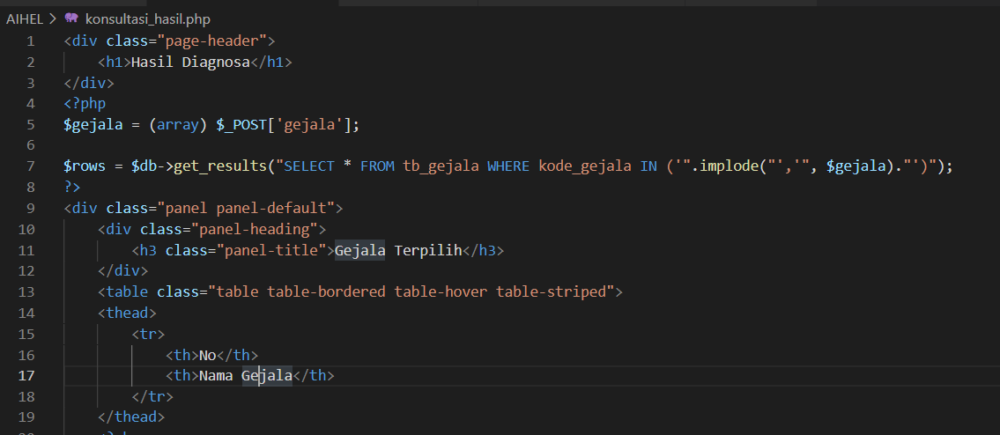 AIHEL > konsultasi_hasil.php
1 <div class="page-header">
2 <h1>Hasil Diagnosa</h1>
3 </div>
4 <?php
5 $gejala = (array) $_POST['gejala'];
6
7 $rows = $db->get_results("SELECT * FROM tb_gejala WHERE kode_gejala IN ('".implode("','", $gejala)."')");
8 ?>
9 <div class="panel panel-default">
10 <div class="panel-heading">
11 <h3 class="panel-title">Gejala Terpilih</h3>
12 </div>
13 <table class="table table-bordered table-hover table-striped">
14 <thead>
15 <tr>
16 <th>No</th>
17 <th>Nama Gejala</th>
18 </tr>
19 </thead>